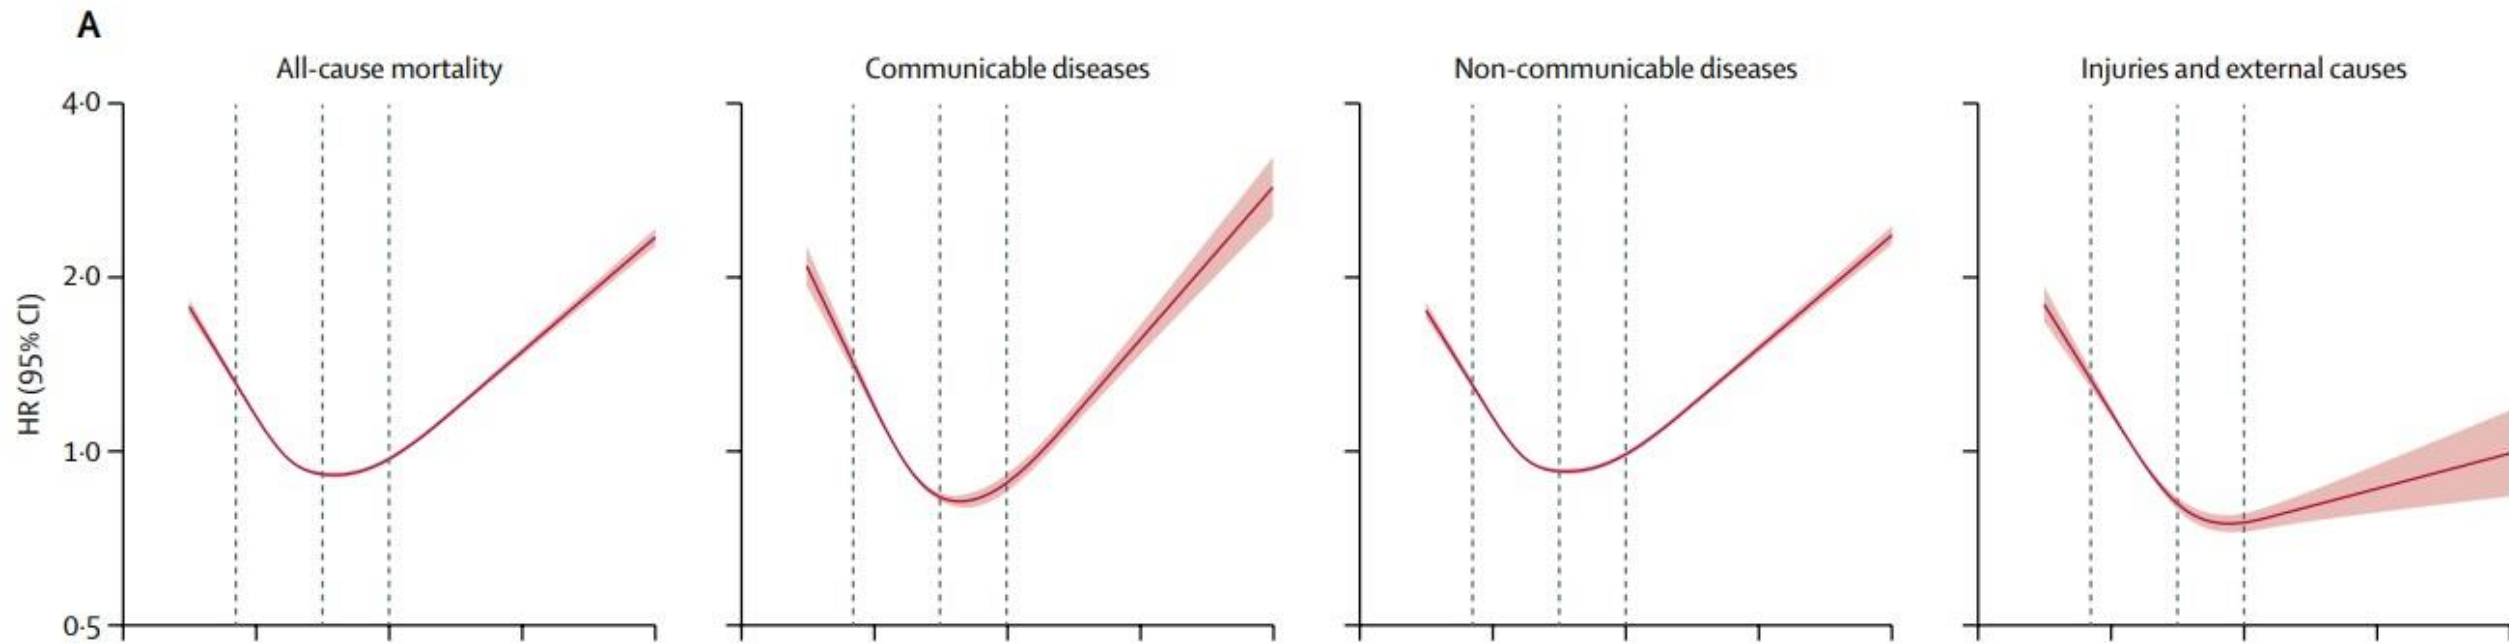 A
All-cause mortality
Communicable diseases
Non-communicable diseases
Injuries and external causes
4·0
2·0
1·0
0·5
HR (95% CI)